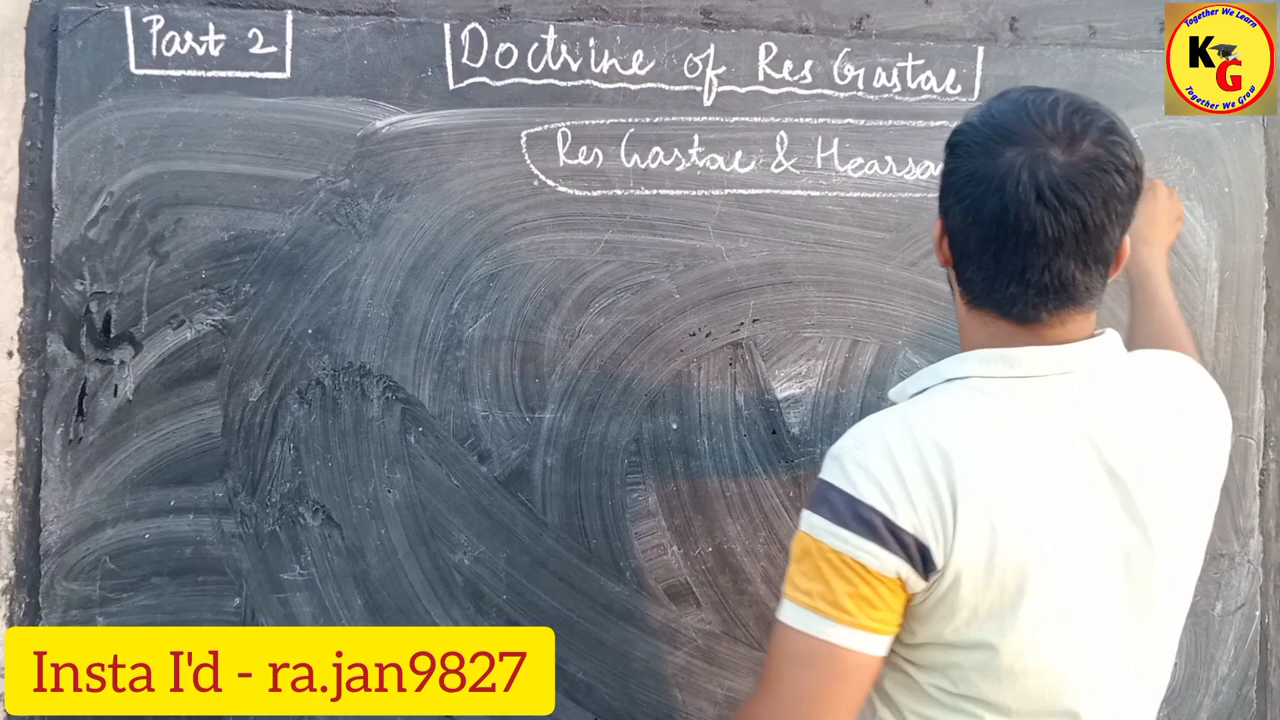 Part 2
Doctrine of Res Gastae
Together We Learn
KG
Together We Grow
Res Gastae & Hearsa
Insta I'd - ra.jan9827